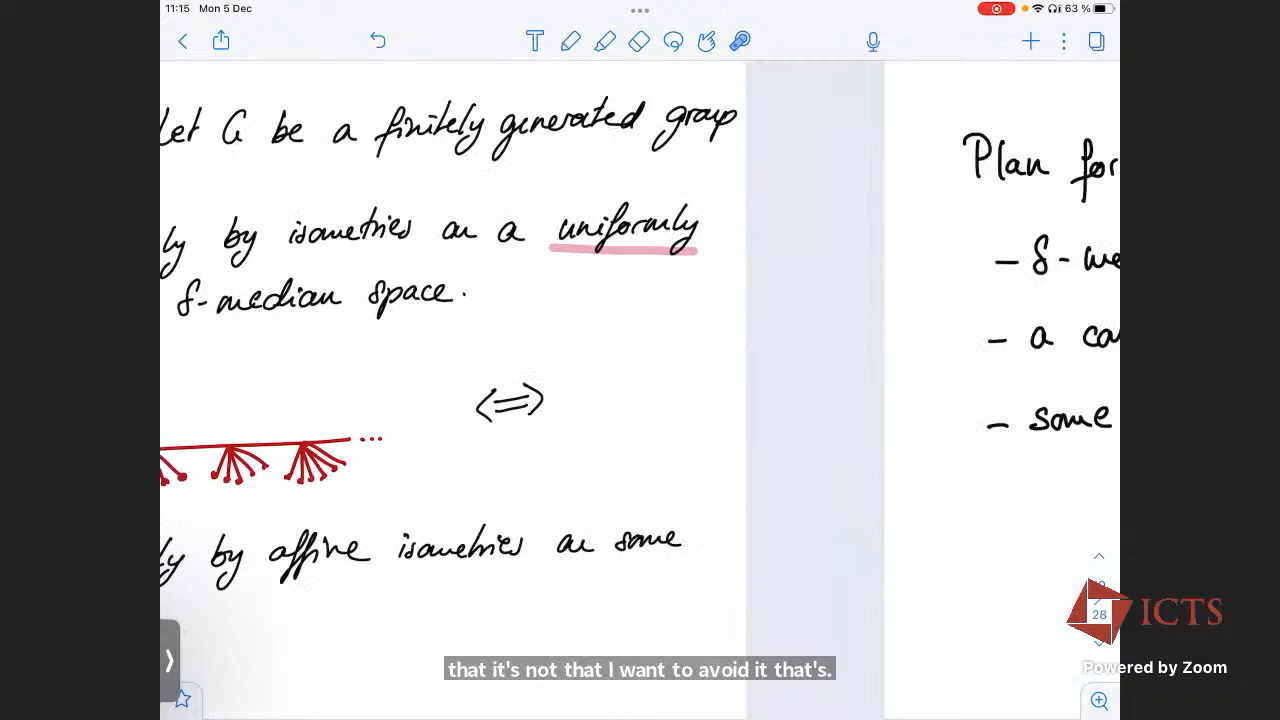 11:15 Mon 5 Dec
63 %
Let G be a finitely generated group
ly by isometries on a uniformly
δ-median space.
⟺
...
ly by affine isometries on some
Plan for
– δ- me
– a ca
– some
28
ICTS
Powered by Zoom
that it's not that I want to avoid it that's.